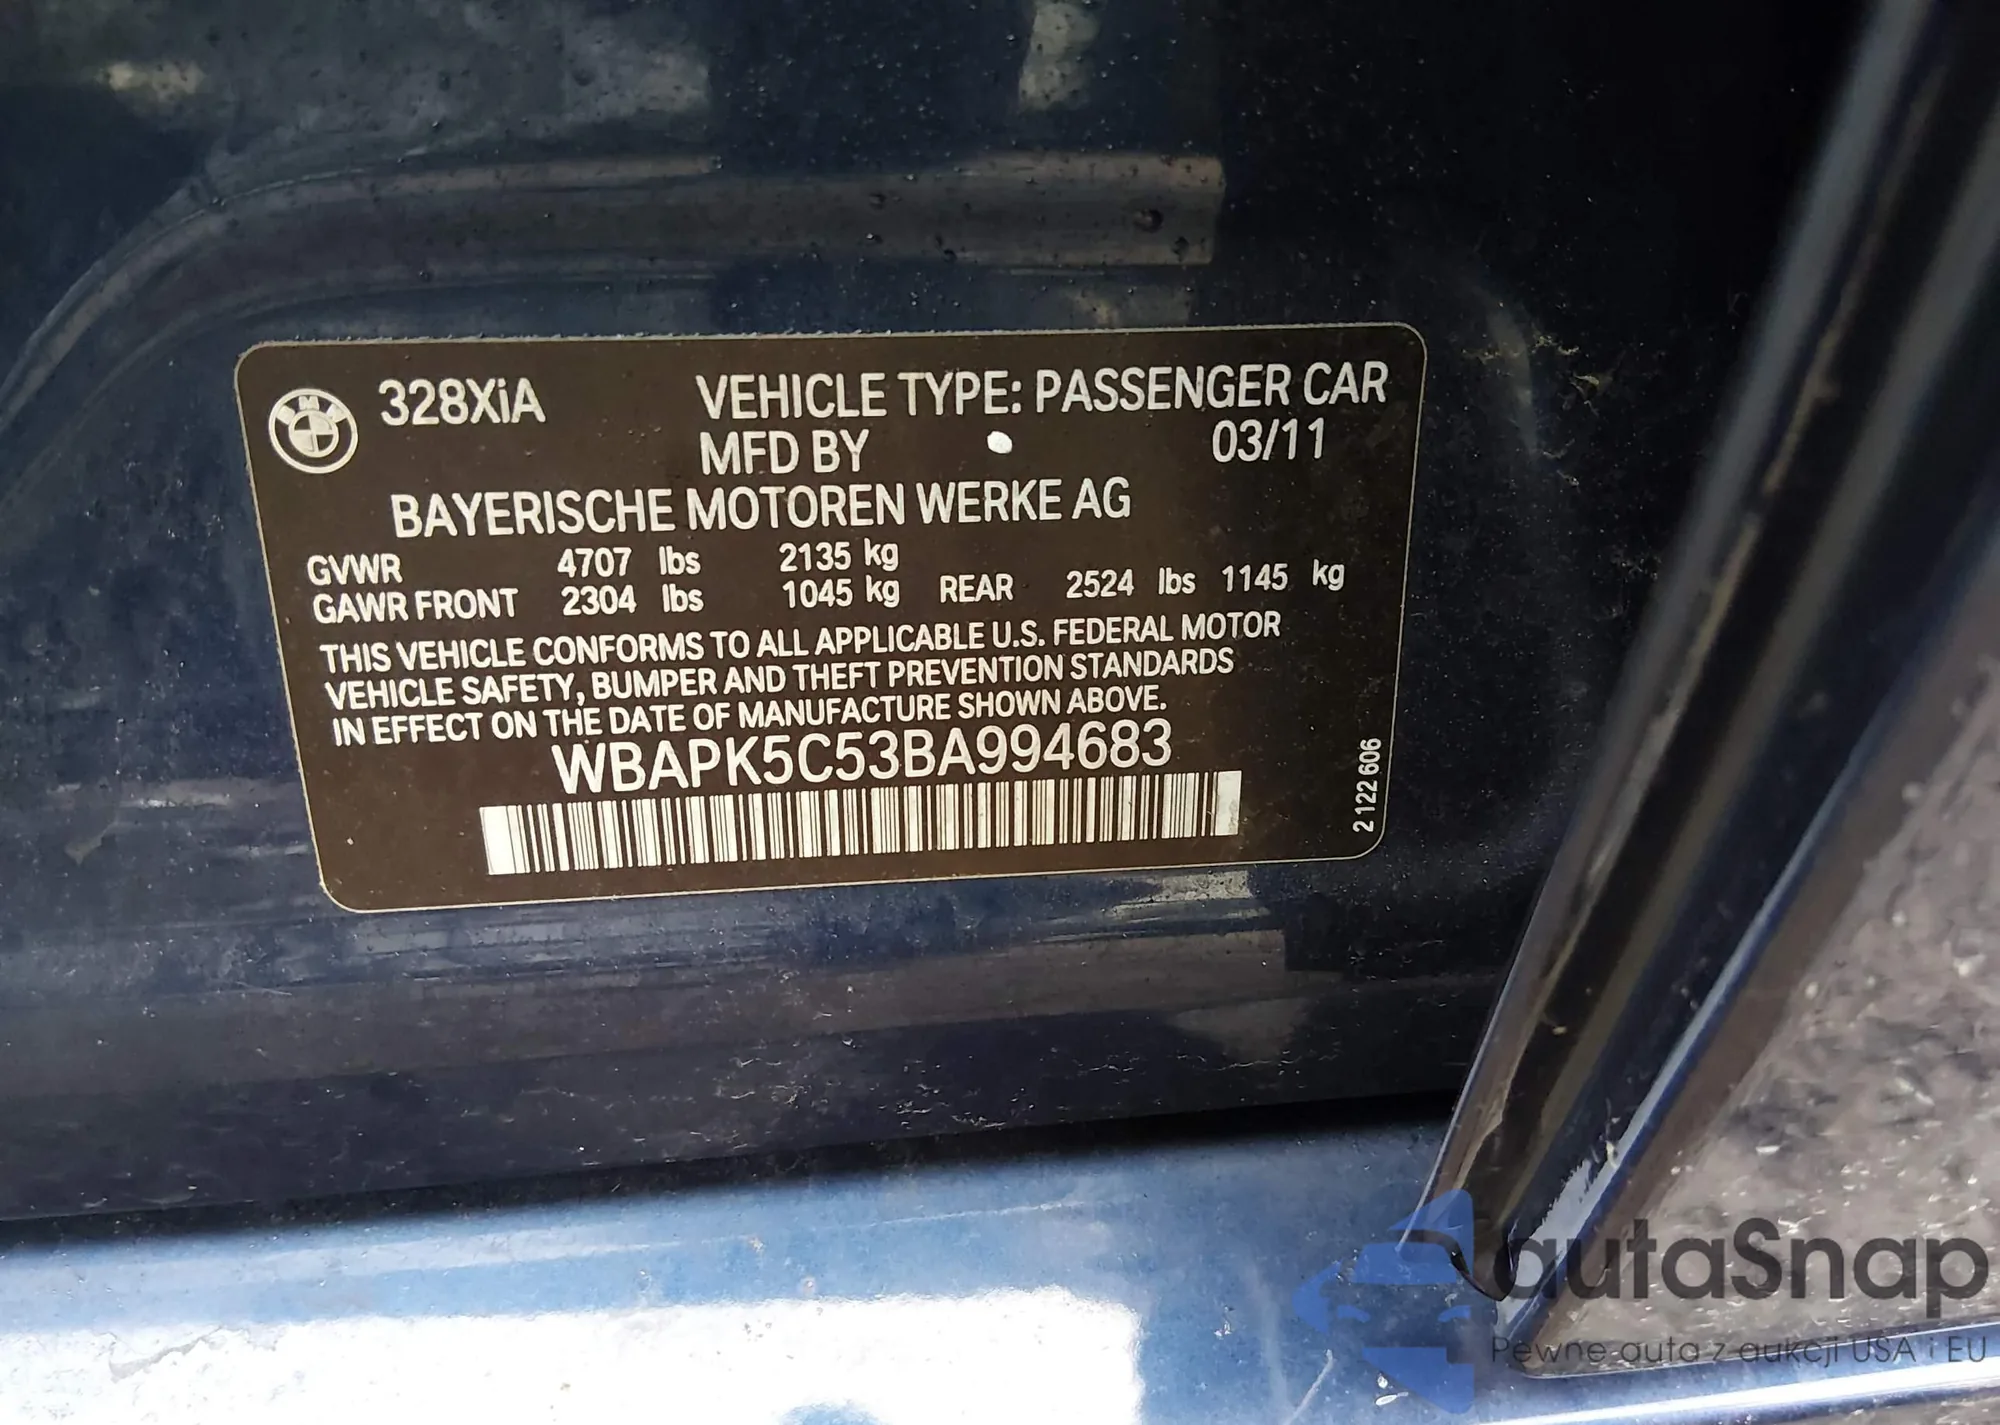 BMW 328XiA VEHICLE TYPE: PASSENGER CAR
MFD BY 03/11
BAYERISCHE MOTOREN WERKE AG
GVWR 4707 lbs 2135 kg
GAWR FRONT 2304 lbs 1045 kg REAR 2524 lbs 1145 kg
THIS VEHICLE CONFORMS TO ALL APPLICABLE U.S. FEDERAL MOTOR
VEHICLE SAFETY, BUMPER AND THEFT PREVENTION STANDARDS
IN EFFECT ON THE DATE OF MANUFACTURE SHOWN ABOVE.
WBAPK5C53BA994683
2 122 606
autaSnap
Pewne auta z aukcji USA i EU